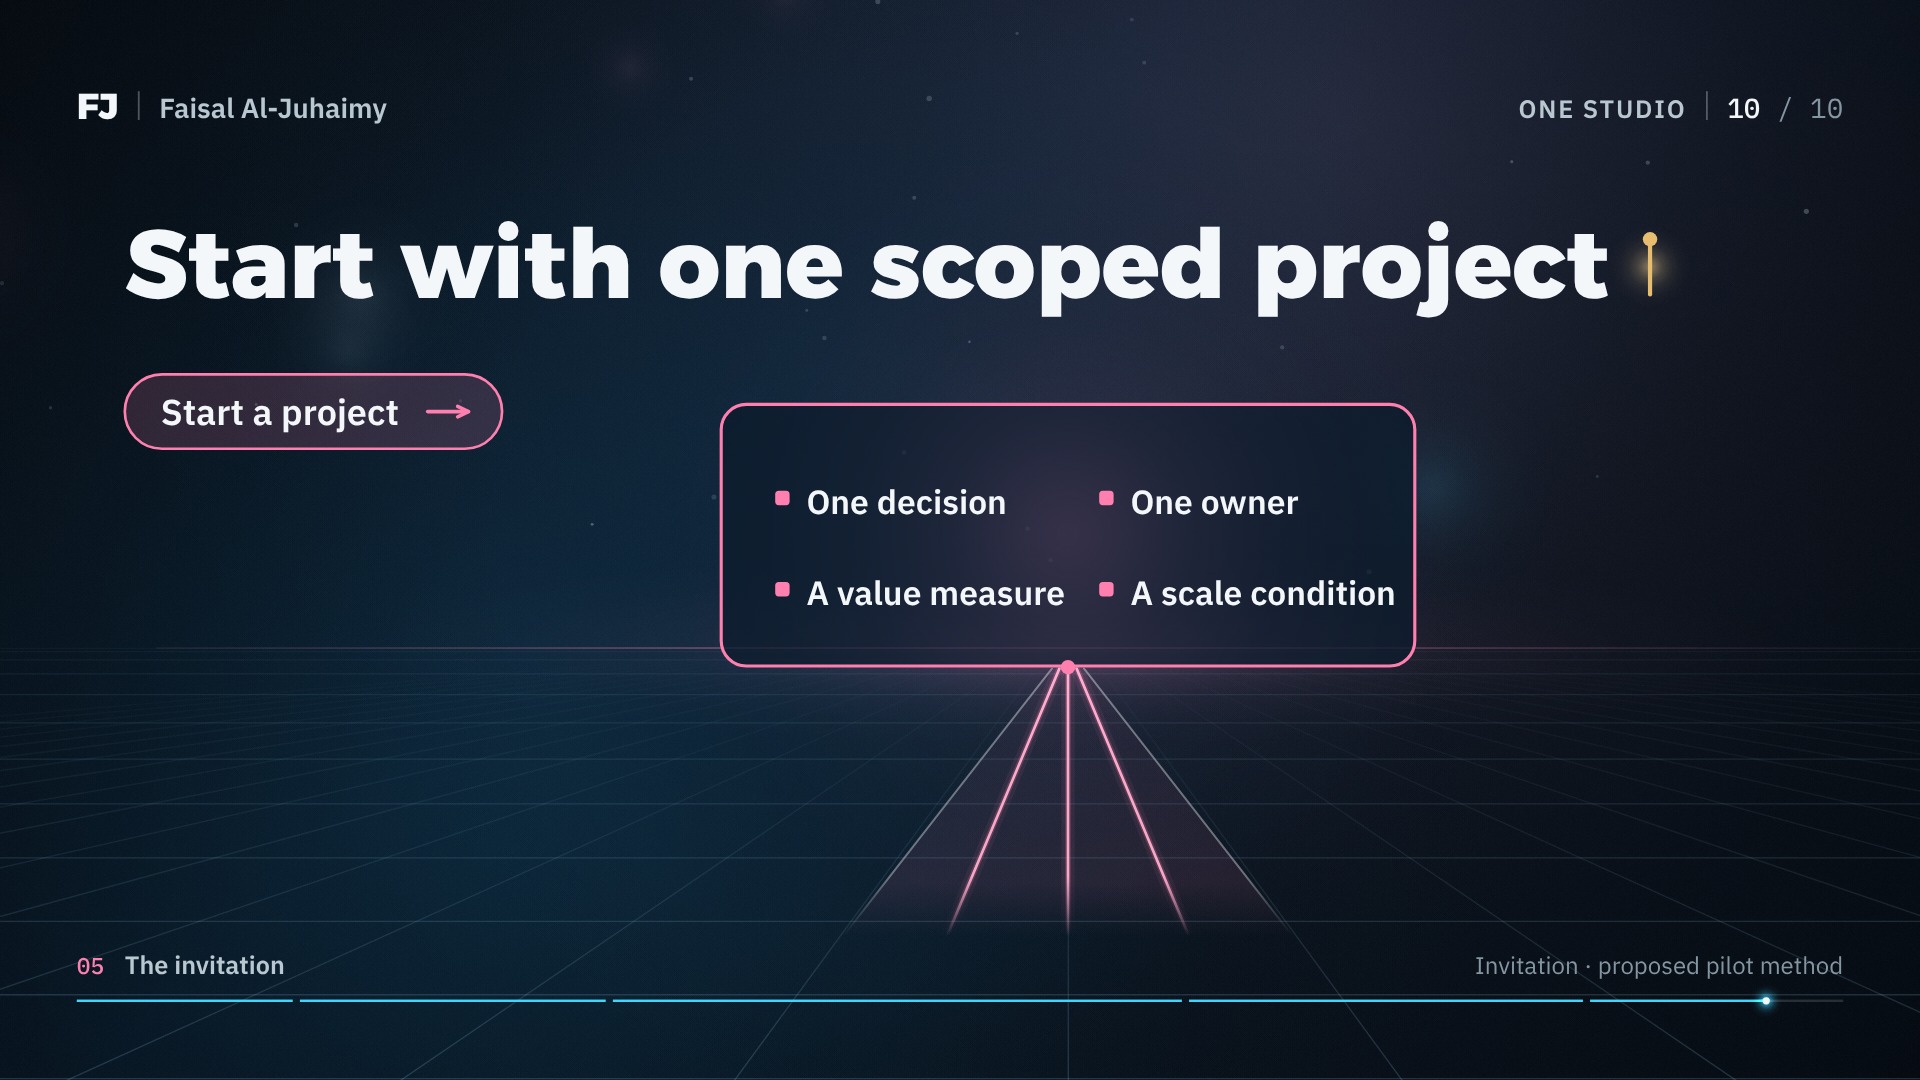 FJ | Faisal Al-Juhaimy
ONE STUDIO | 10 / 10
Start with one scoped project
Start a project →
One decision
One owner
A value measure
A scale condition
05 The invitation
Invitation · proposed pilot method